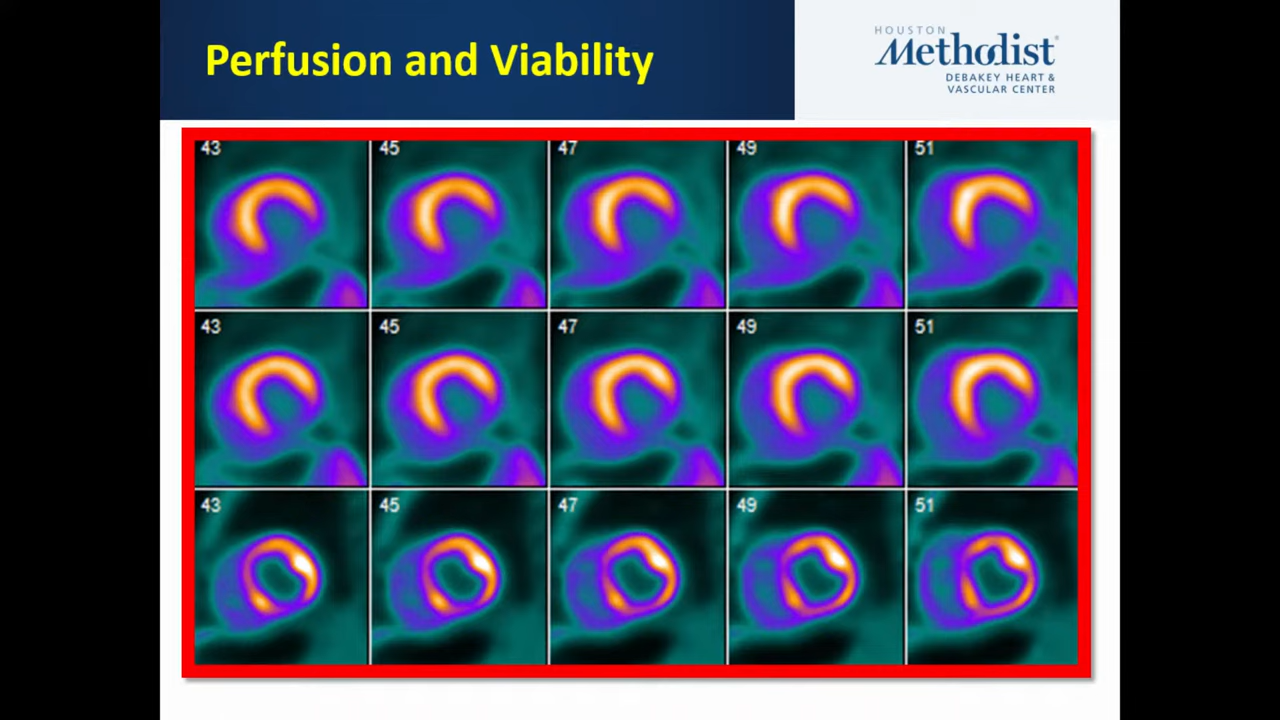 Perfusion and Viability
HOUSTON
Methodist®
DEBAKEY HEART &
VASCULAR CENTER
43 45 47 49 51
43 45 47 49 51
43 45 47 49 51